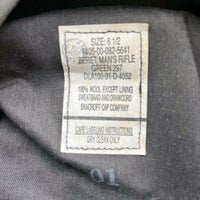 SIZE: 6 1/2
8405-00-082-5641
BERET MAN'S RIFLE
GREEN 297
DLA100-91-D-4052
100% WOOL EXCEPT LINING
SWEATBAND AND DRAWCORD
BANCROFT CAP COMPANY
CARE LABELING INSTRUCTIONS
DRY CLEAN ONLY
01